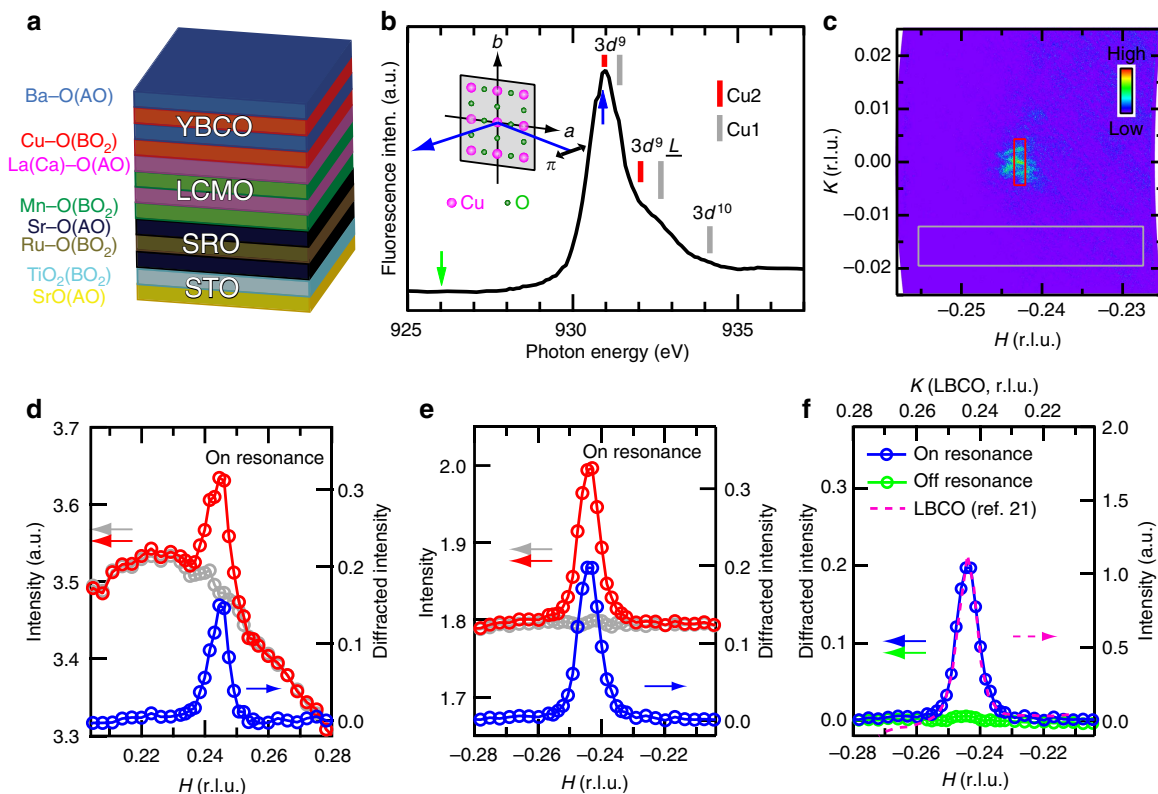 a
Ba–O(AO)
Cu–O(BO2)
La(Ca)–O(AO)
Mn–O(BO2)
Sr–O(AO)
Ru–O(BO2)
TiO2(BO2)
SrO(AO)
YBCO
LCMO
SRO
STO
b
Fluorescence inten. (a.u.)
b
a
π
Cu
O
3d9
Cu2
Cu1
3d9 L
3d10
925
930
935
Photon energy (eV)
c
0.02
0.01
0.00
−0.01
−0.02
K (r.l.u.)
High
Low
−0.25
−0.24
−0.23
H (r.l.u.)
d
On resonance
3.7
3.6
3.5
3.4
3.3
Intensity (a.u.)
0.3
0.2
0.1
0.0
Diffracted intensity
0.22
0.24
0.26
0.28
H (r.l.u.)
e
On resonance
2.0
1.9
1.8
1.7
Intensity
0.3
0.2
0.1
0.0
Diffracted intensity
−0.28
−0.26
−0.24
−0.22
H (r.l.u.)
f
K (LBCO, r.l.u.)
0.28
0.26
0.24
0.22
On resonance
Off resonance
LBCO (ref. 21)
0.3
0.2
0.1
0.0
Diffracted intensity
2.0
1.5
1.0
0.5
0.0
Intensity (a.u)
−0.28
−0.26
−0.24
−0.22
H (r.l.u.)